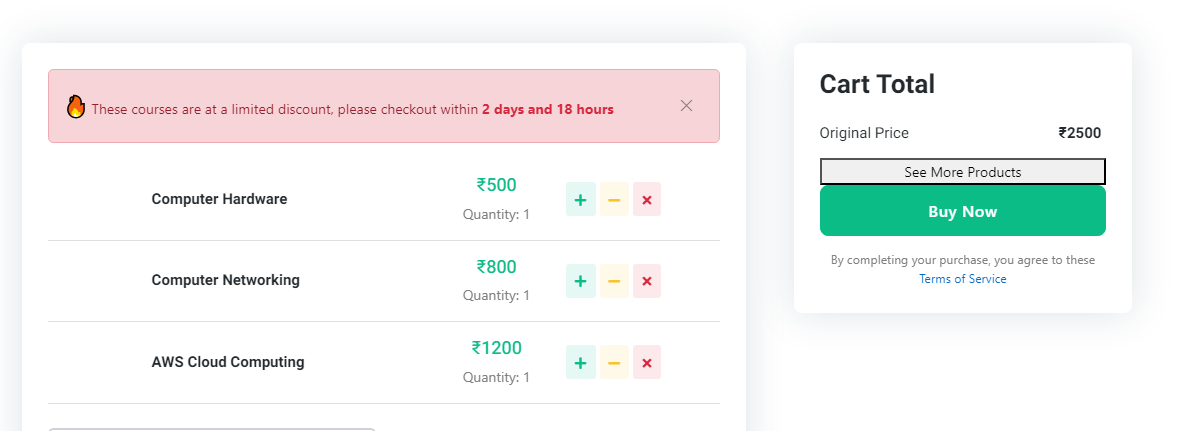 These courses are at a limited discount, please checkout within 2 days and 18 hours
Computer Hardware
₹500
Quantity: 1
Computer Networking
₹800
Quantity: 1
AWS Cloud Computing
₹1200
Quantity: 1
Cart Total
Original Price ₹2500
See More Products
Buy Now
By completing your purchase, you agree to these
Terms of Service